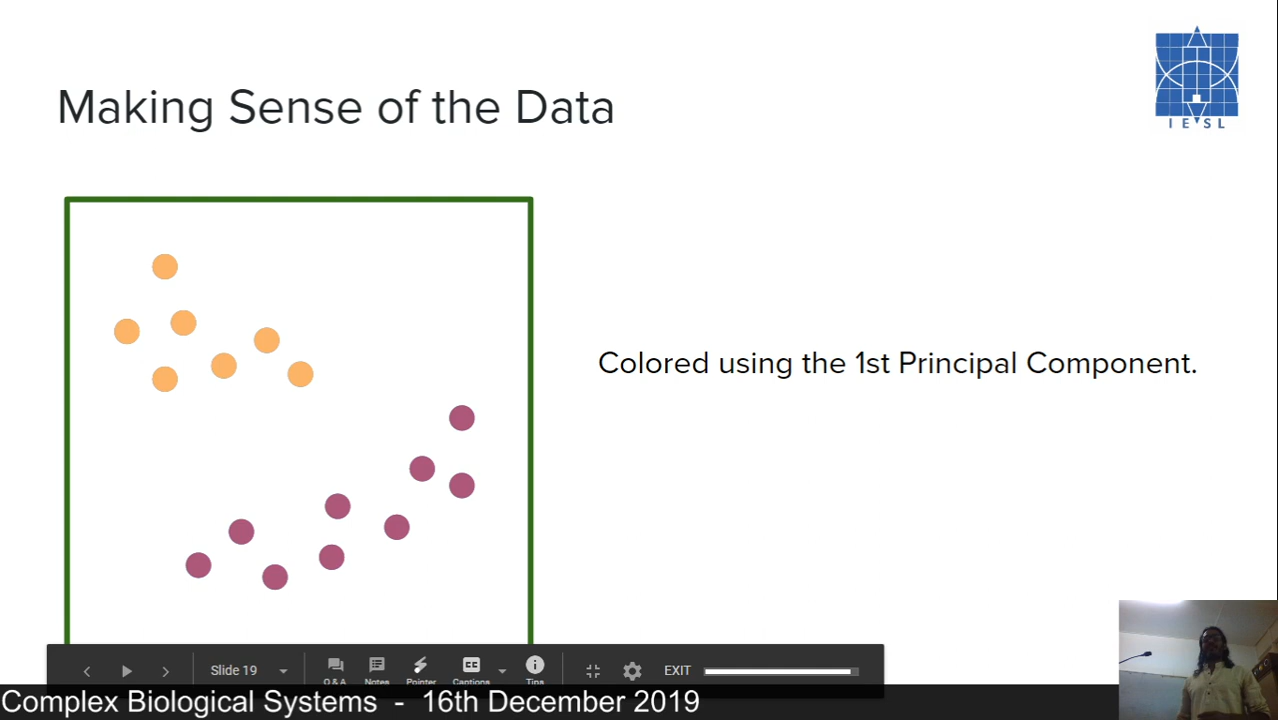 IESL
Making Sense of the Data
Colored using the 1st Principal Component.
Slide 19
Q & A
Notes
Pointer
Captions
Tips
EXIT
CC
Complex Biological Systems - 16th December 2019